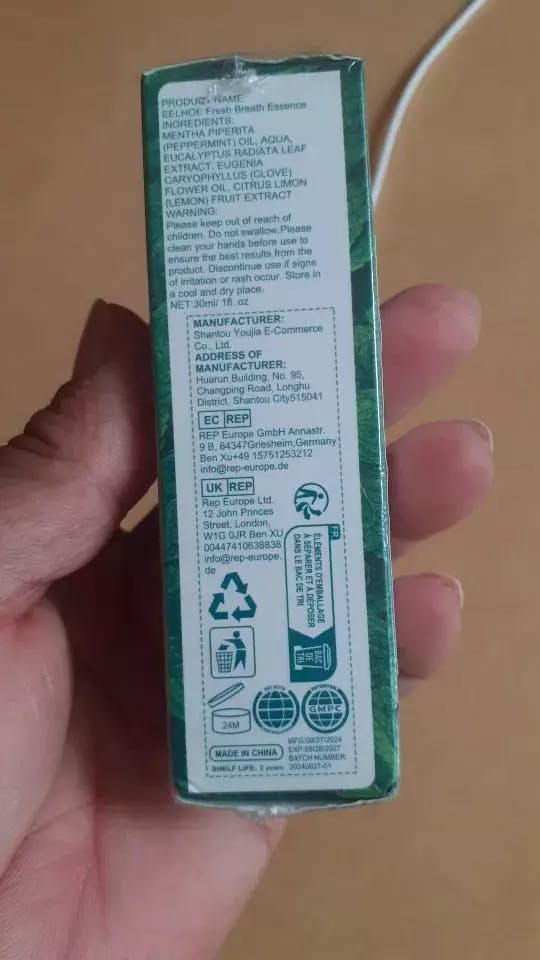 PRODUCT NAME:
EELHOE Fresh Breath Essence
INGREDIENTS:
MENTHA PIPERITA
(PEPPERMINT) OIL, AQUA,
EUCALYPTUS RADIATA LEAF
EXTRACT, EUGENIA
CARYOPHYLLUS (CLOVE)
FLOWER OIL, CITRUS LIMON
(LEMON) FRUIT EXTRACT
WARNING:
Please keep out of reach of
children. Do not swallow.Please
clean your hands before use to
ensure the best results from the
product. Discontinue use if signs
of irritation or rash occur. Store in
a cool and dry place.
NET:30ml/ 1fl. oz
MANUFACTURER:
Shantou Youjia E-Commerce
Co., Ltd.
ADDRESS OF
MANUFACTURER:
Huarun Building, No. 95,
Changping Road, Longhu
District, Shantou City515041
EC REP
REP Europe GmbH Annastr.
9 B, 64347Griesheim,Germany
Ben Xu+49 15751253212
info@rep-europe.de
UK REP
Rep Europe Ltd.
12 John Princes
Street, London,
W1G 0JR Ben XU
00447410638838
info@rep-europe.
de
FR
ÉLÉMENTS D'EMBALLAGE
À SÉPARER ET À DÉPOSER
DANS LE BAC DE TRI
BAC
DE
TRI
24M
GMPC
MADE IN CHINA
SHELF LIFE: 3 years
MFG:09/27/2024
EXP:09/26/2027
BATCH NUMBER:
20240927-01